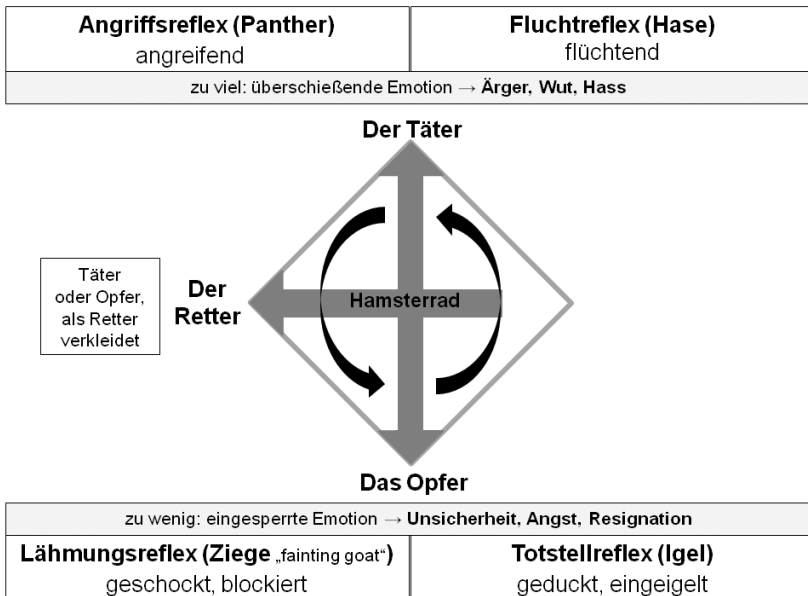 Angriffsreflex (Panther)
angreifend
Fluchtreflex (Hase)
flüchtend
zu viel: überschießende Emotion → Ärger, Wut, Hass
Der Täter
Täter
oder Opfer,
als Retter
verkleidet
Der
Retter
Hamsterrad
Das Opfer
zu wenig: eingesperrte Emotion → Unsicherheit, Angst, Resignation
Lähmungsreflex (Ziege „fainting goat“)
geschockt, blockiert
Totstellreflex (Igel)
geduckt, eingeigelt